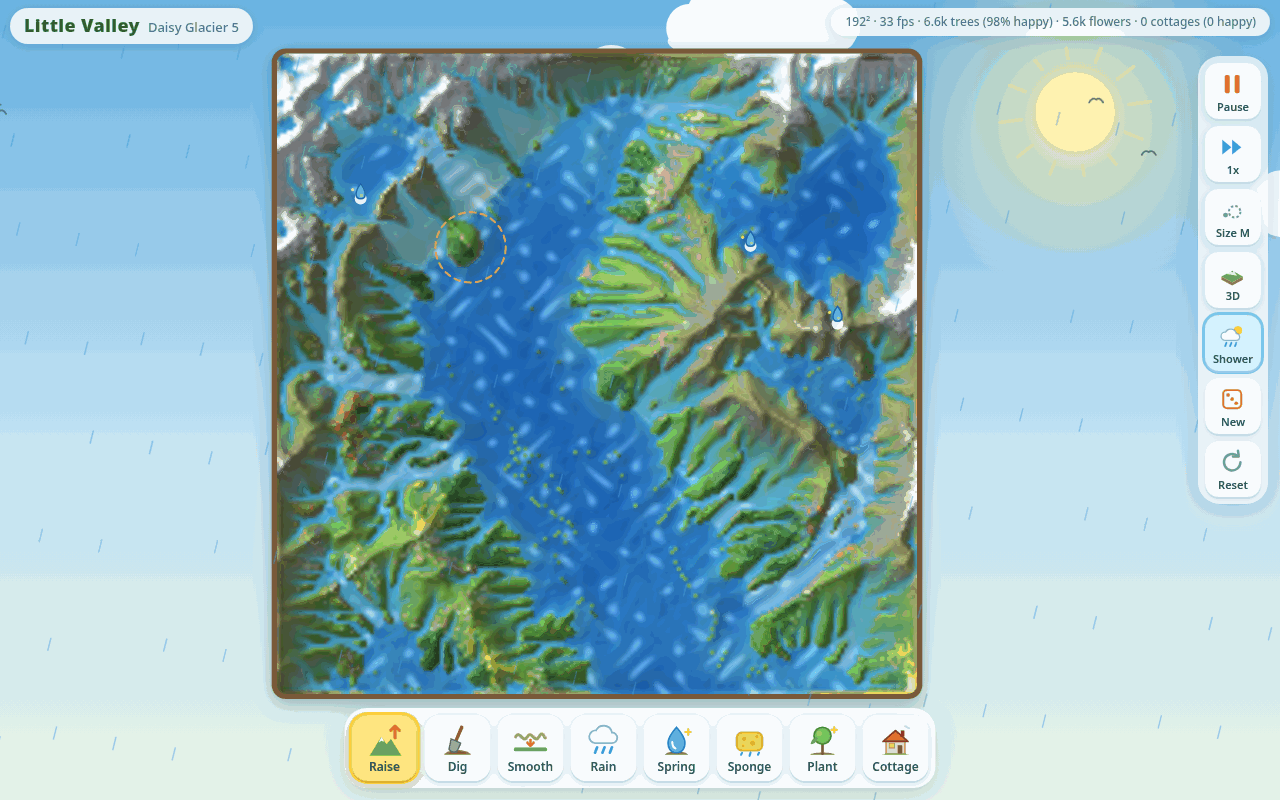 Little Valley Daisy Glacier 5
192² · 33 fps · 6.6k trees (98% happy) · 5.6k flowers · 0 cottages (0 happy)
Pause
1x
Size M
3D
Shower
New
Reset
Raise
Dig
Smooth
Rain
Spring
Sponge
Plant
Cottage